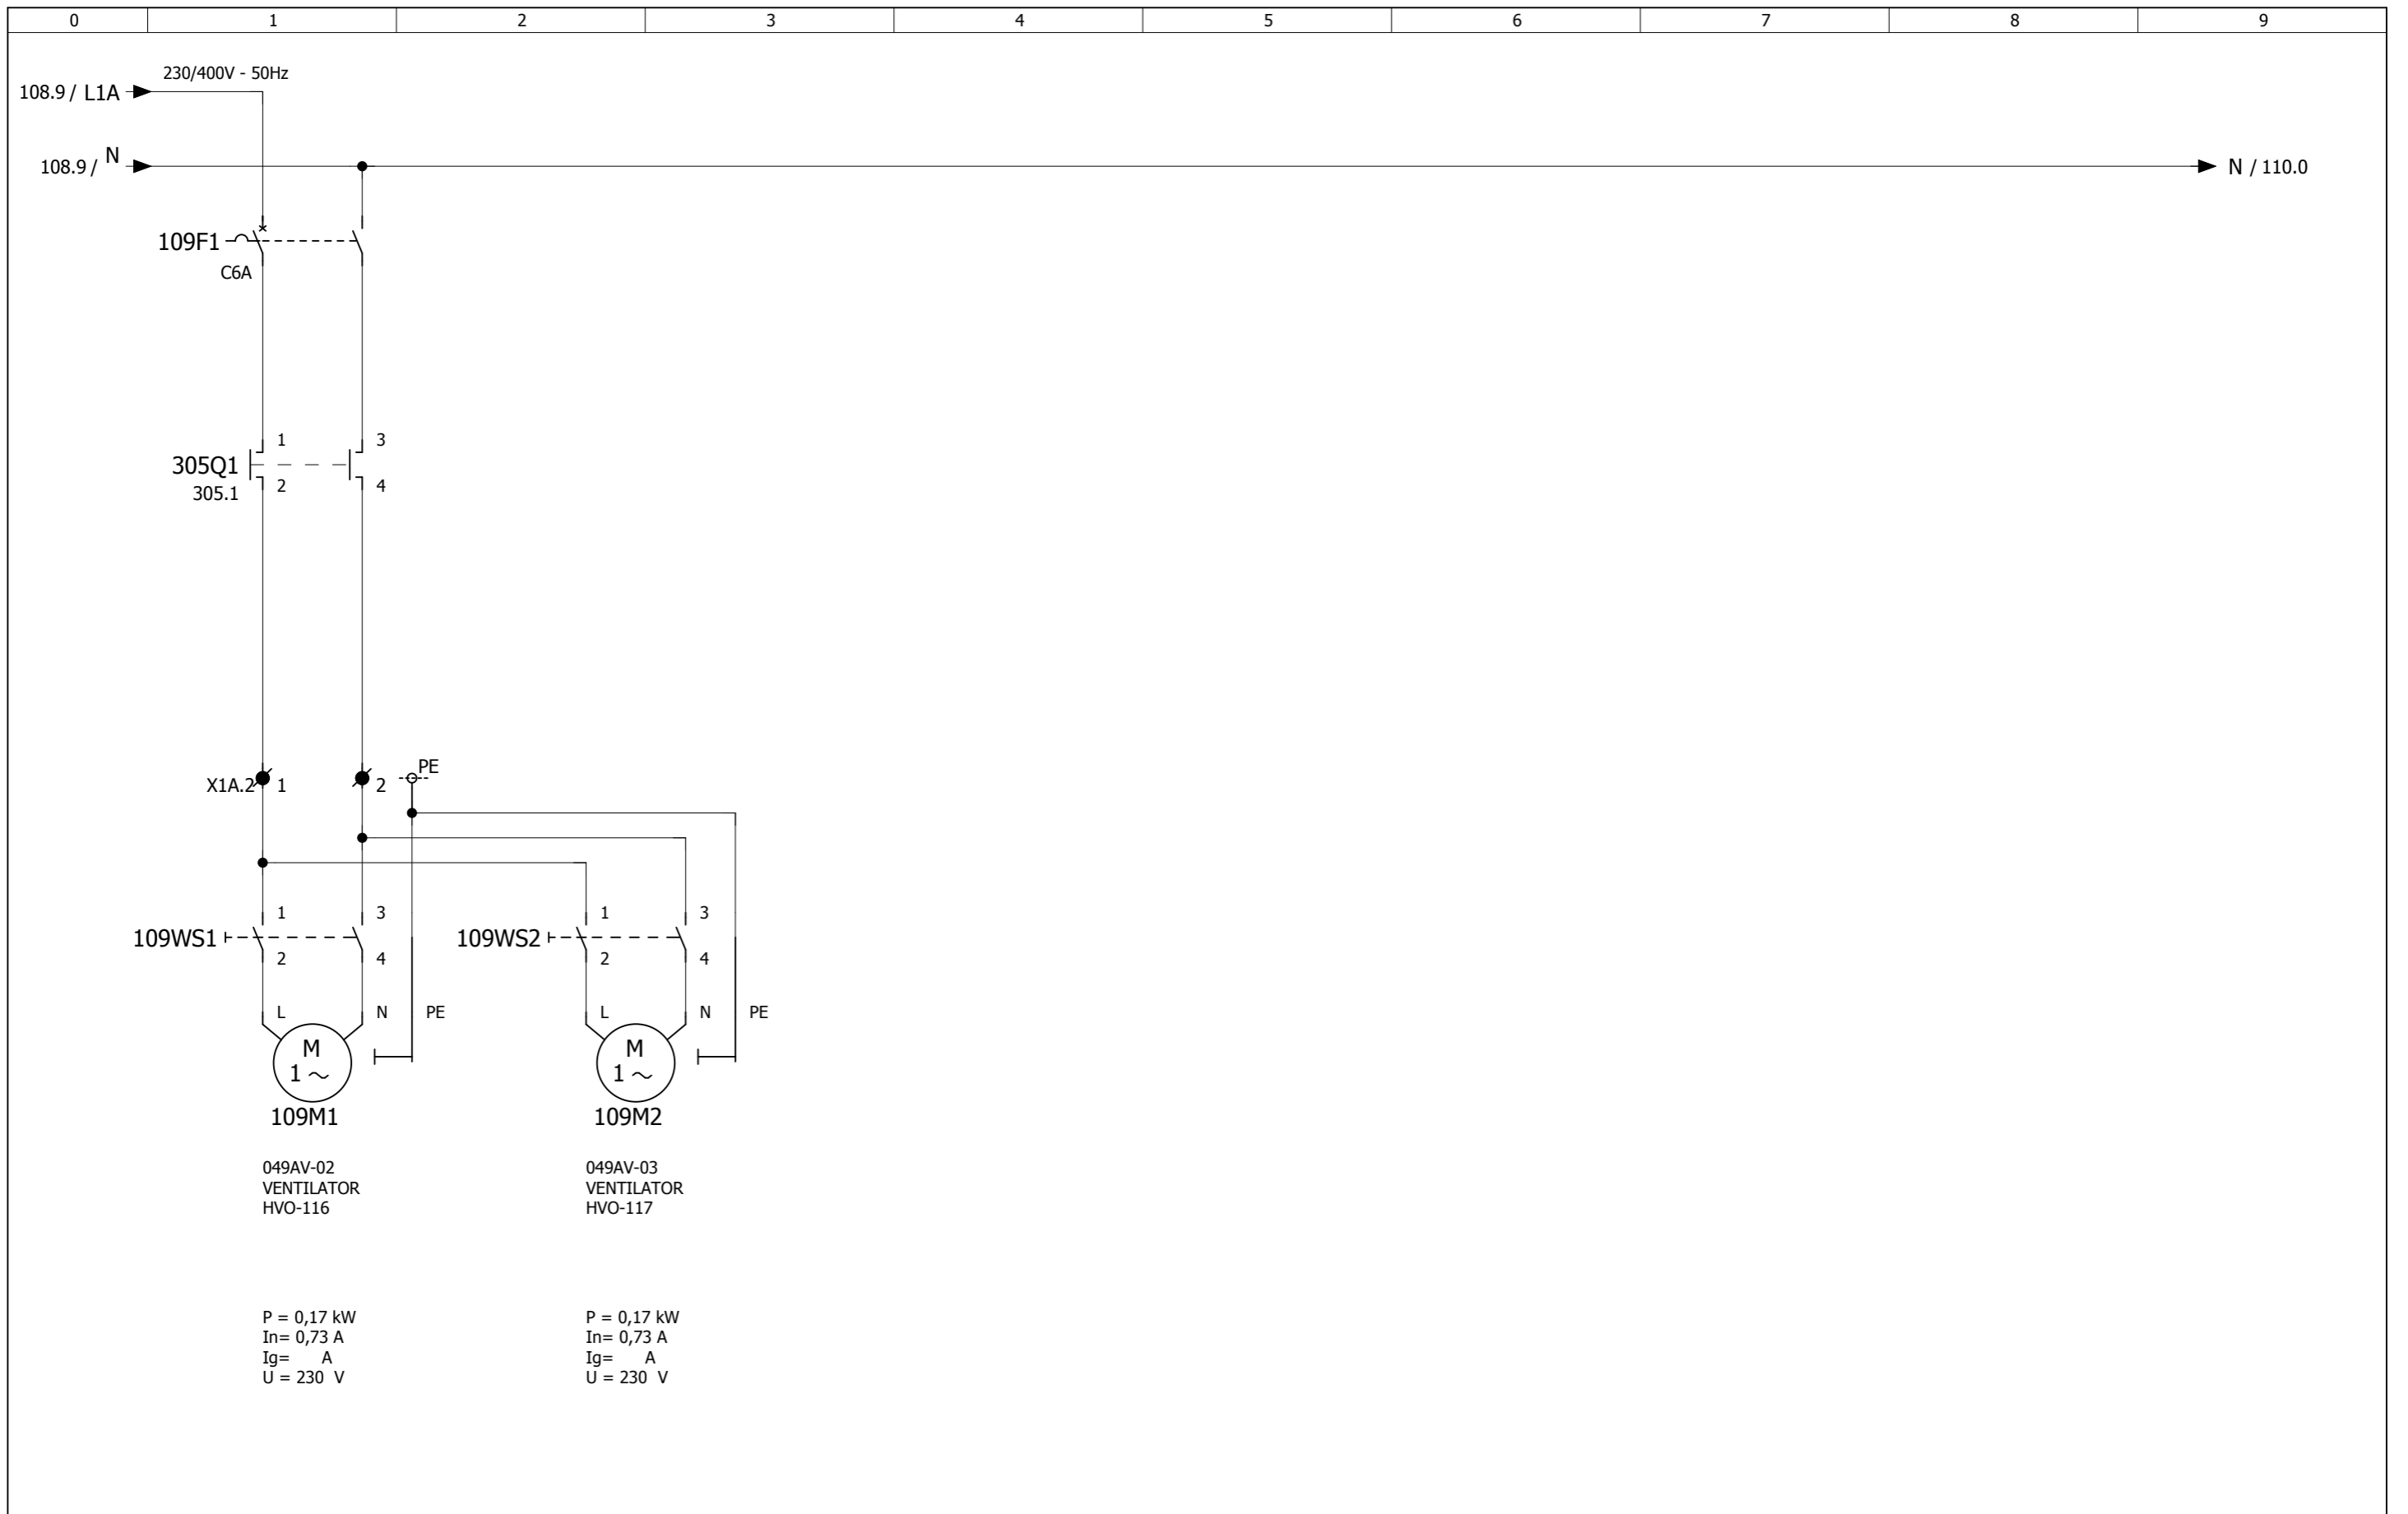 0 1 2 3 4 5 6 7 8 9
230/400V - 50Hz
108.9 / L1A
108.9 / N
N / 110.0
109F1
C6A
1 3
305Q1
305.1 2 4
PE
X1A.2 1 2
1 3 1 3
109WS1 109WS2
2 4 2 4
L N PE L N PE
M M
1 ~ 1 ~
109M1 109M2
049AV-02
VENTILATOR
HVO-116
049AV-03
VENTILATOR
HVO-117
P = 0,17 kW
In= 0,73 A
Ig= A
U = 230 V
P = 0,17 kW
In= 0,73 A
Ig= A
U = 230 V